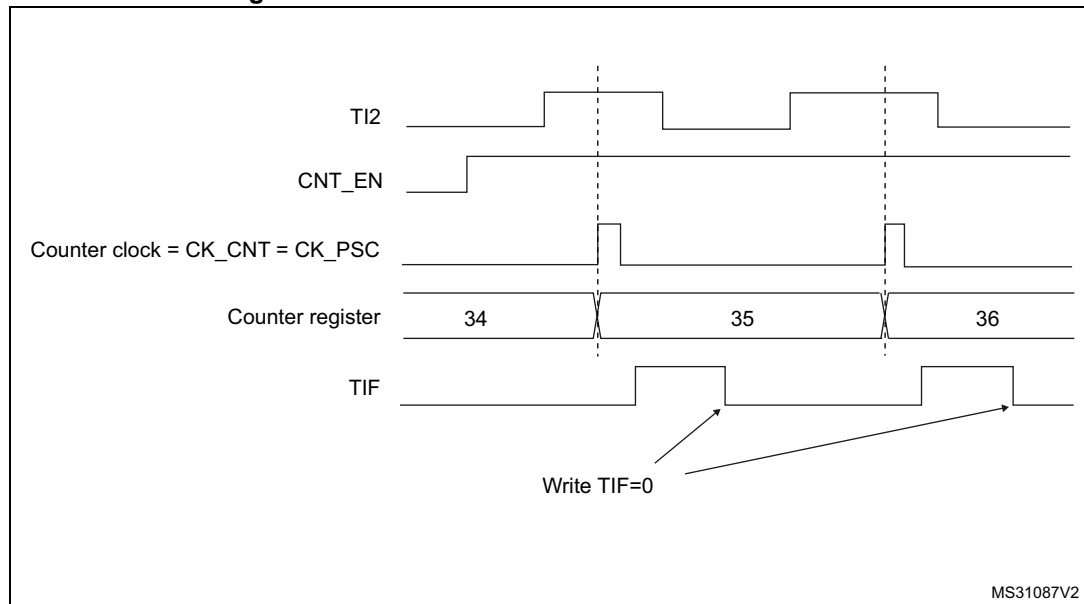 TI2
CNT_EN
Counter clock = CK_CNT = CK_PSC
Counter register
34
35
36
TIF
Write TIF=0
MS31087V2